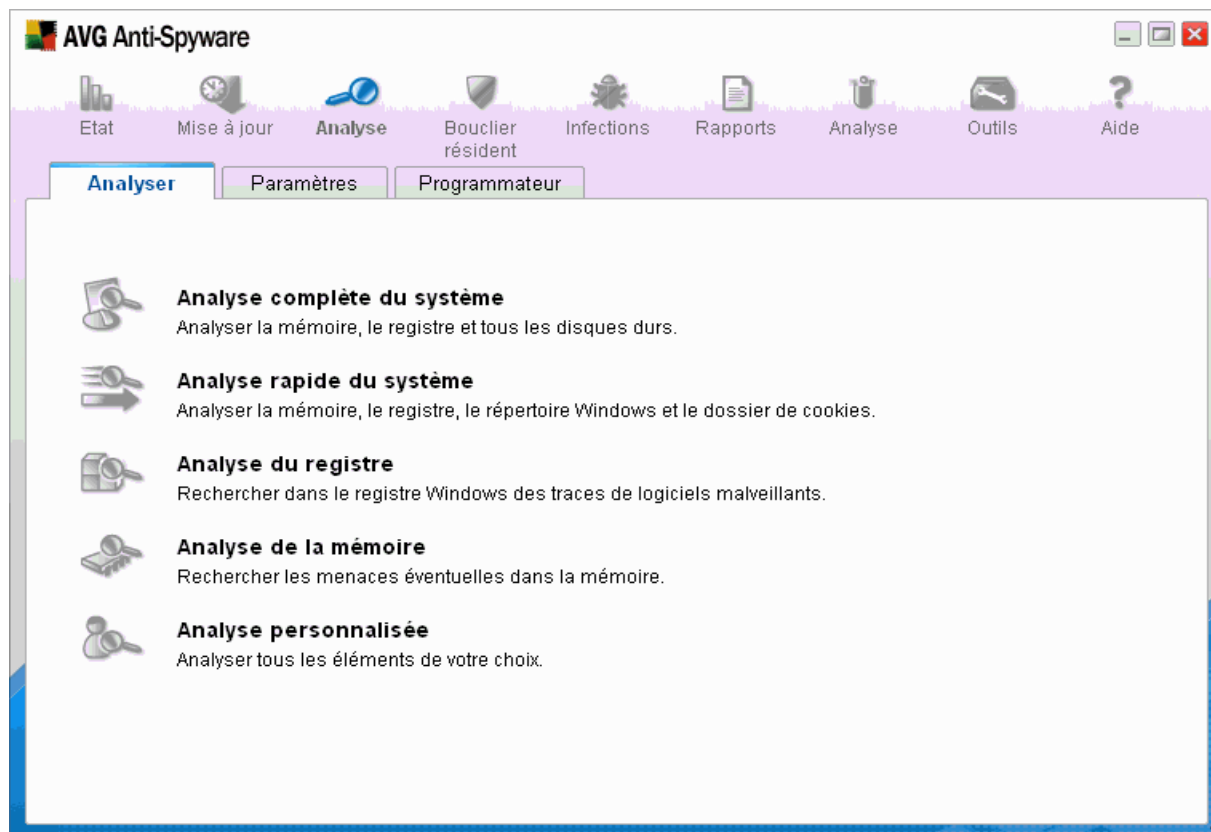 AVG Anti-Spyware
Etat
Mise à jour
Analyse
Bouclier
résident
Infections
Rapports
Analyse
Outils
Aide
Analyser
Paramètres
Programmateur
Analyse complète du système
Analyser la mémoire, le registre et tous les disques durs.
Analyse rapide du système
Analyser la mémoire, le registre, le répertoire Windows et le dossier de cookies.
Analyse du registre
Rechercher dans le registre Windows des traces de logiciels malveillants.
Analyse de la mémoire
Rechercher les menaces éventuelles dans la mémoire.
Analyse personnalisée
Analyser tous les éléments de votre choix.